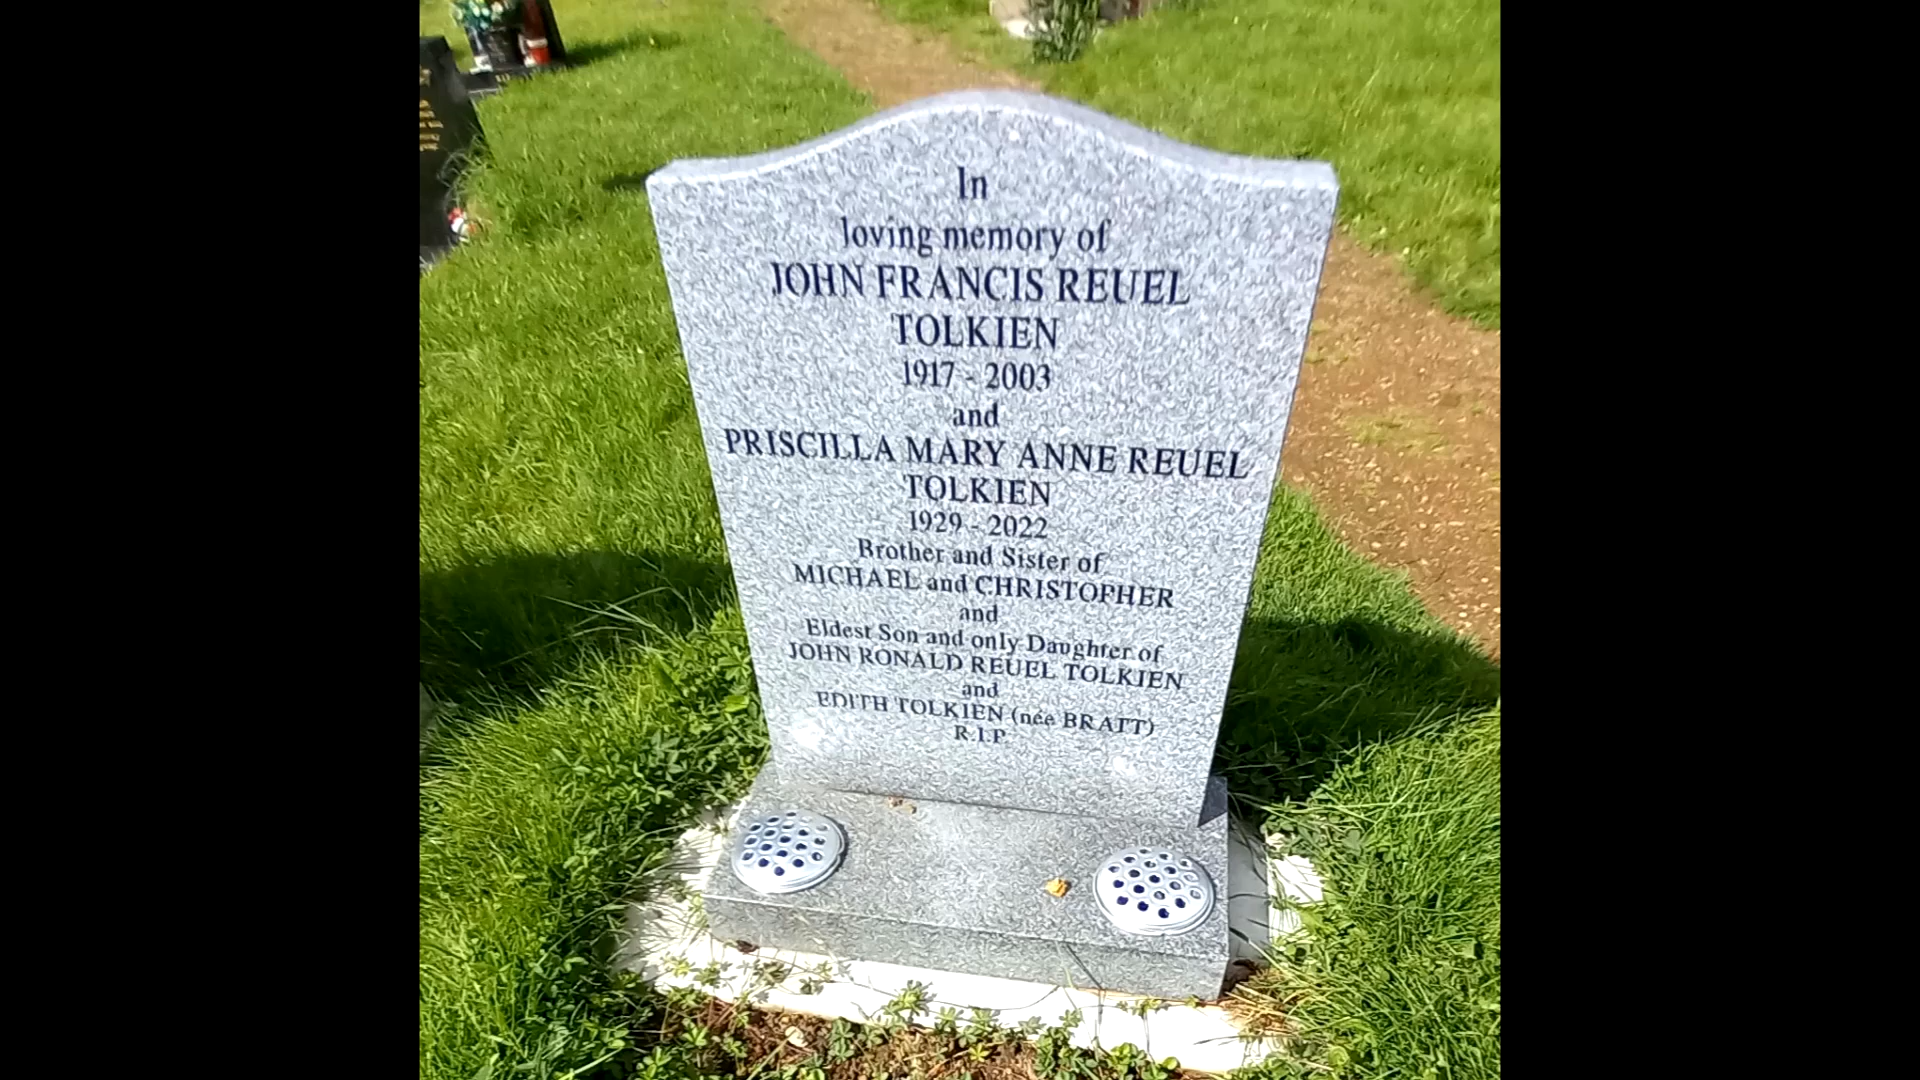 In
loving memory of
JOHN FRANCIS REUEL
TOLKIEN
1917 - 2003
and
PRISCILLA MARY ANNE REUEL
TOLKIEN
1929 - 2022
Brother and Sister of
MICHAEL and CHRISTOPHER
and
Eldest Son and only Daughter of
JOHN RONALD REUEL TOLKIEN
and
EDITH TOLKIEN (née BRATT)
R.I.P